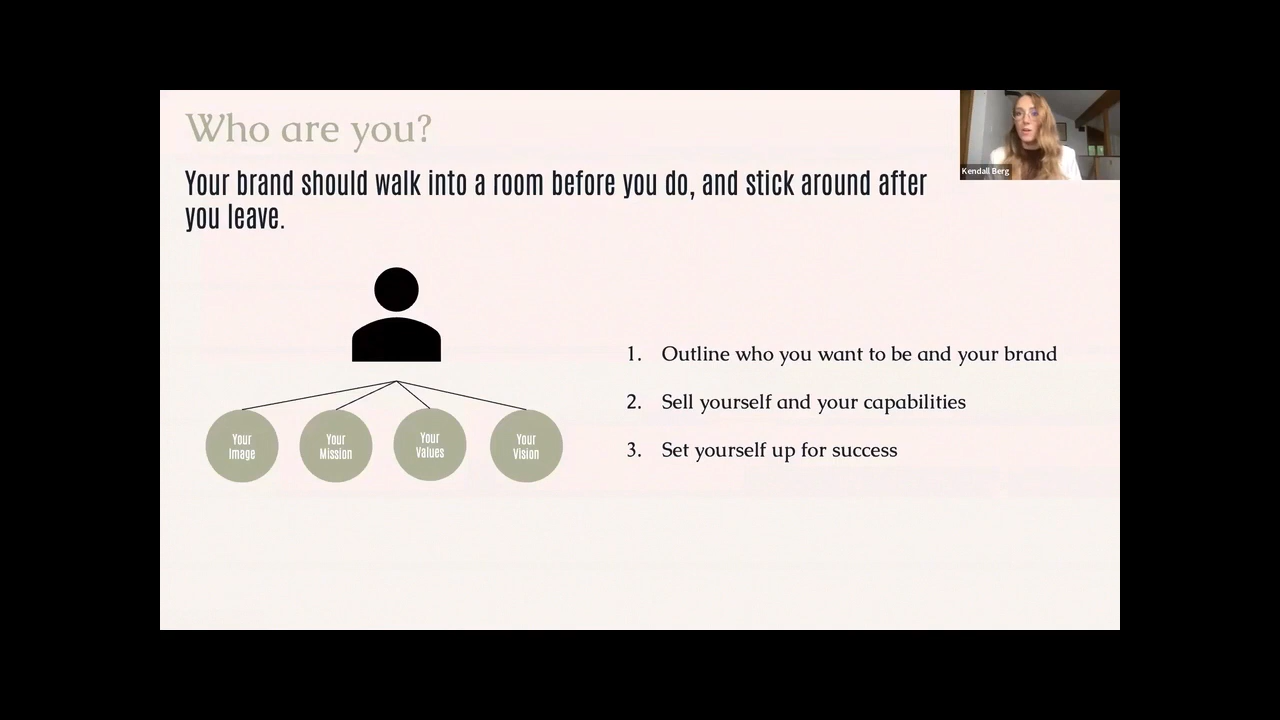 Who are you?
Your brand should walk into a room before you do, and stick around after
you leave.
Kendall Berg
Your
Image
Your
Mission
Your
Values
Your
Vision
1. Outline who you want to be and your brand
2. Sell yourself and your capabilities
3. Set yourself up for success